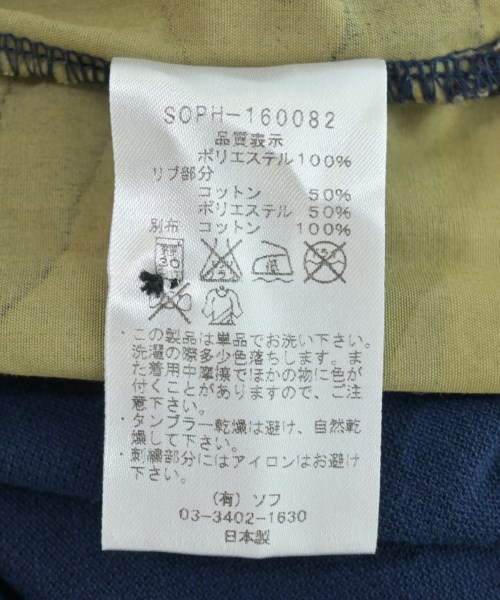 SOPH-160082
品質表示
ポリエステル100%
リブ部分
コットン 50%
ポリエステル 50%
別布 コットン 100%
30
・この製品は単品でお洗い下さい。
洗濯の際多少色落ちします。ま
た着用中摩擦でほかの物に色が
付くことがありますので、ご注
意下さい。
・タンブラー乾燥は避け、自然乾
燥して下さい。
・刺繍部分にはアイロンはお避け
下さい。
(有)ソフ
03-3402-1630
日本製